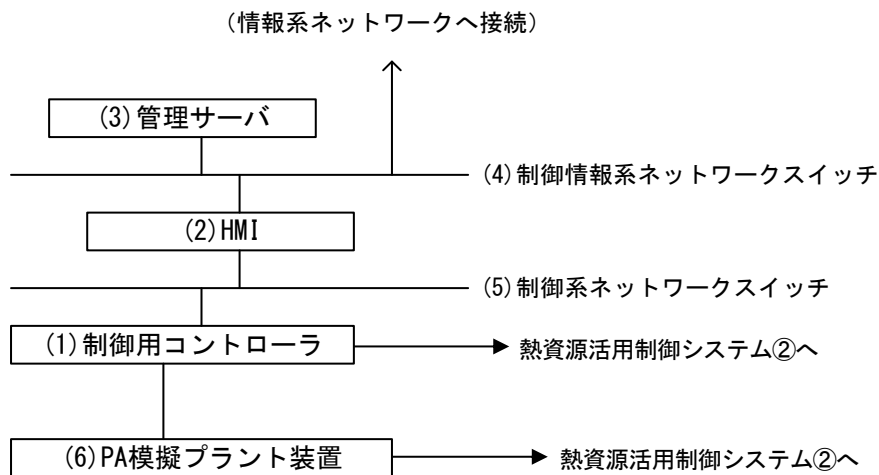 (情報系ネットワークへ接続)
(3)管理サーバ
(4)制御情報系ネットワークスイッチ
(2)HMI
(5)制御系ネットワークスイッチ
(1)制御用コントローラ
熱資源活用制御システム②へ
(6)PA模擬プラント装置
熱資源活用制御システム②へ